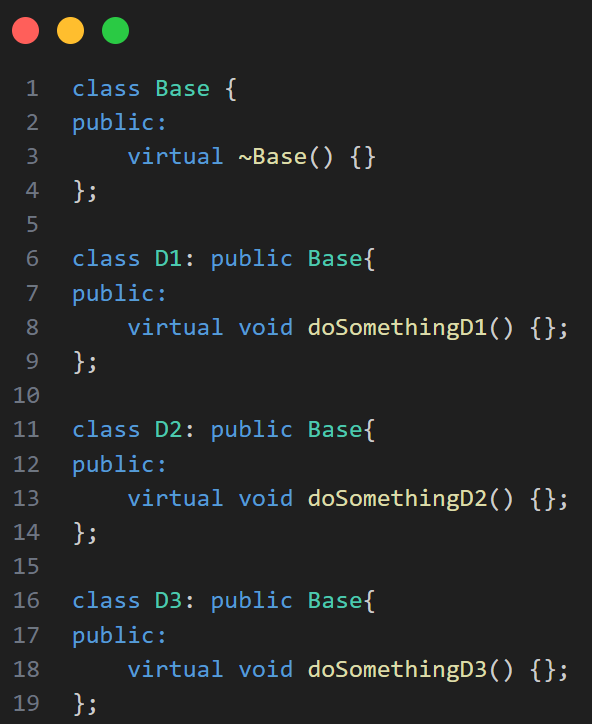 1 class Base {
2 public:
3     virtual ~Base() {}
4 };
5
6 class D1: public Base{
7 public:
8     virtual void doSomethingD1() {};
9 };
10
11 class D2: public Base{
12 public:
13     virtual void doSomethingD2() {};
14 };
15
16 class D3: public Base{
17 public:
18     virtual void doSomethingD3() {};
19 };